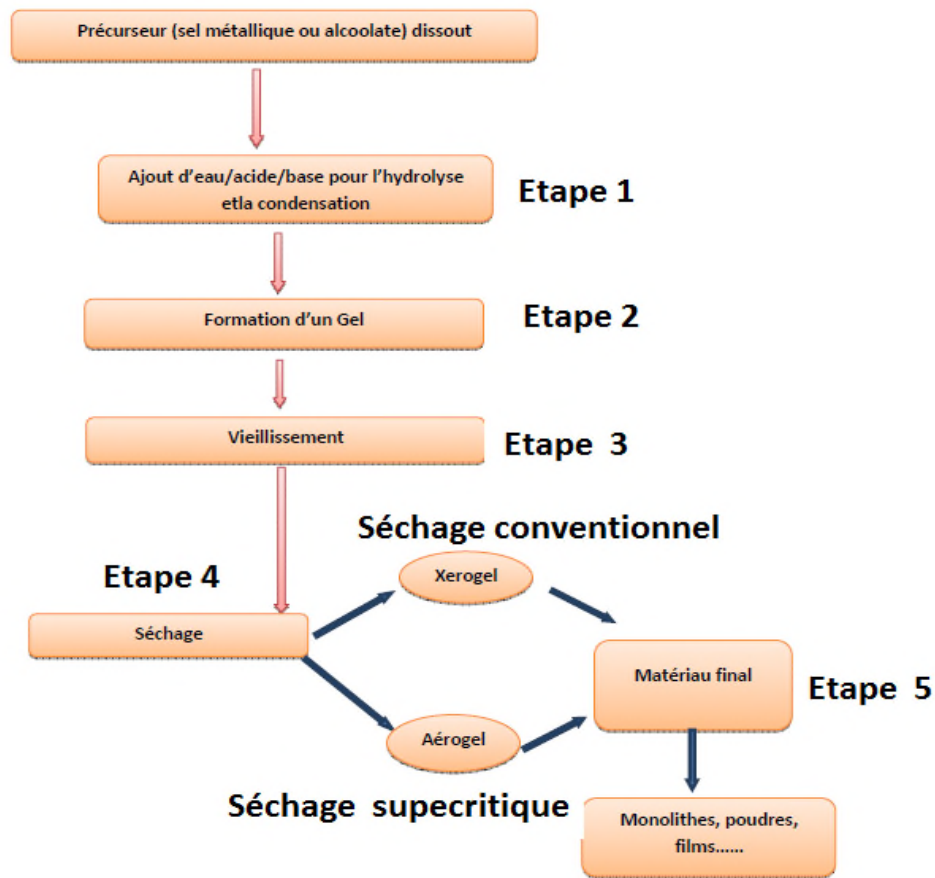 Précurseur (sel métallique ou alcoolate) dissout
Ajout d’eau/acide/base pour l’hydrolyse
etla condensation
Etape 1
Formation d’un Gel
Etape 2
Vieillissement
Etape 3
Séchage conventionnel
Etape 4
Xerogel
Séchage
Matériau final
Etape 5
Aérogel
Séchage supecritique
Monolithes, poudres,
films......